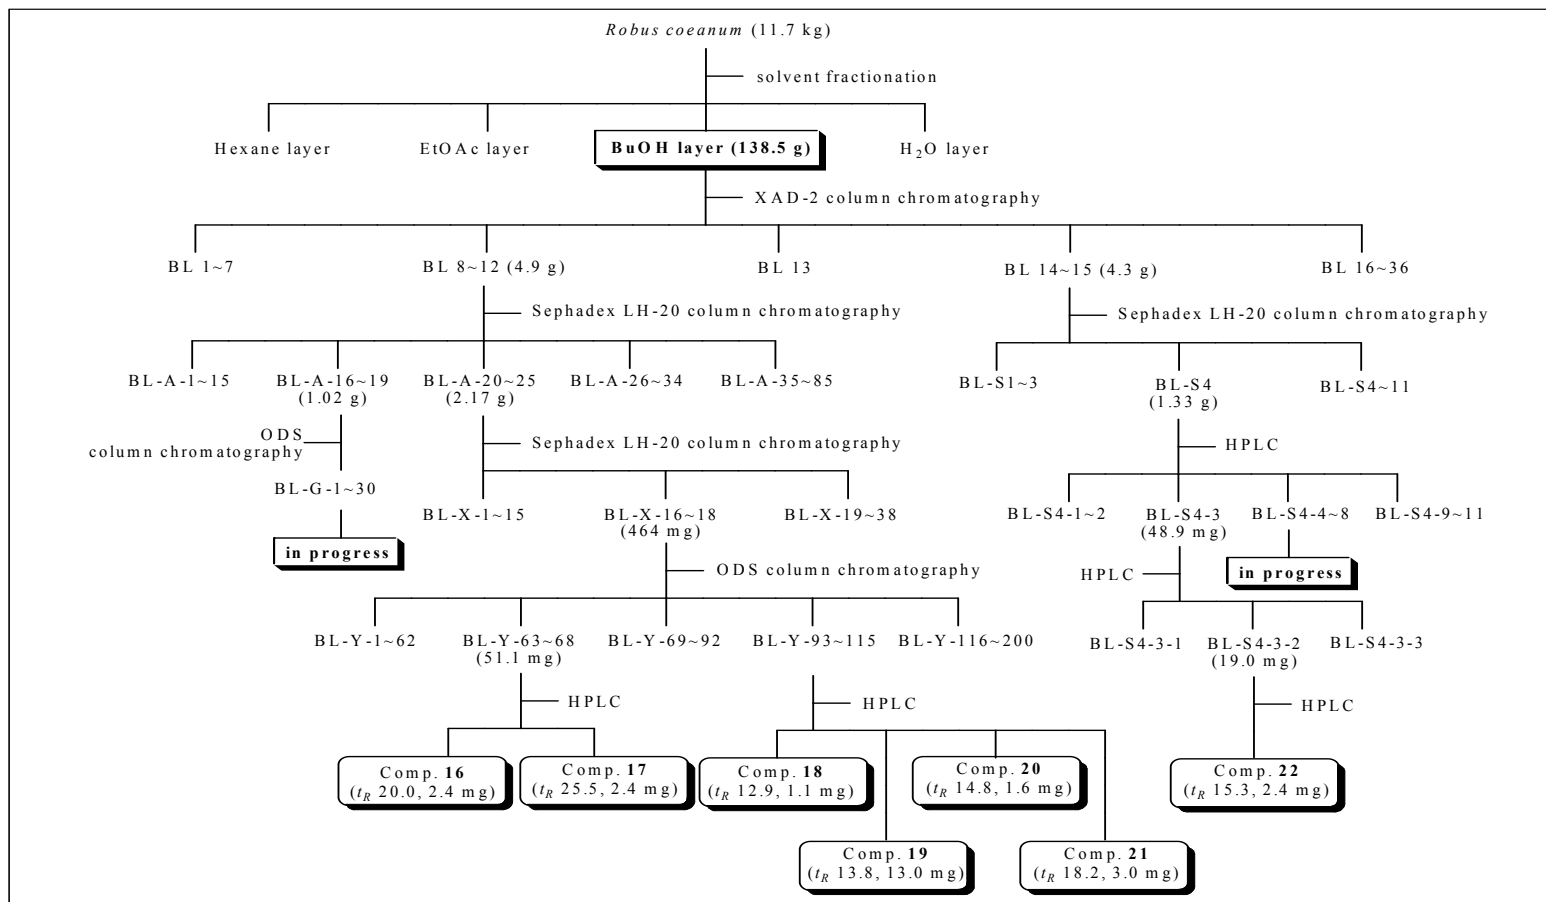 Robus coeanum (11.7 kg)
solvent fractionation
Hexane layer
EtOAc layer
BuOH layer (138.5 g)
H2O layer
XAD-2 column chromatography
BL 1~7
BL 8~12 (4.9 g)
BL 13
BL 14~15 (4.3 g)
BL 16~36
Sephadex LH-20 column chromatography
Sephadex LH-20 column chromatography
BL-A-1~15
BL-A-16~19
(1.02 g)
BL-A-20~25
(2.17 g)
BL-A-26~34
BL-A-35~85
BL-S1~3
BL-S4
(1.33 g)
BL-S4~11
ODS
column chromatography
Sephadex LH-20 column chromatography
HPLC
BL-G-1~30
BL-X-1~15
BL-X-16~18
(464 mg)
BL-X-19~38
BL-S4-1~2
BL-S4-3
(48.9 mg)
BL-S4-4~8
BL-S4-9~11
in progress
ODS column chromatography
HPLC
in progress
BL-Y-1~62
BL-Y-63~68
(51.1 mg)
BL-Y-69~92
BL-Y-93~115
BL-Y-116~200
BL-S4-3-1
BL-S4-3-2
(19.0 mg)
BL-S4-3-3
HPLC
HPLC
HPLC
Comp. 16
(tR 20.0, 2.4 mg)
Comp. 17
(tR 25.5, 2.4 mg)
Comp. 18
(tR 12.9, 1.1 mg)
Comp. 20
(tR 14.8, 1.6 mg)
Comp. 22
(tR 15.3, 2.4 mg)
Comp. 19
(tR 13.8, 13.0 mg)
Comp. 21
(tR 18.2, 3.0 mg)